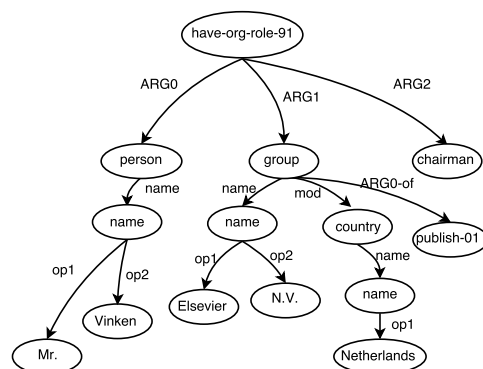 have-org-role-91
ARG0
ARG1
ARG2
person
group
chairman
name
name
mod
ARG0-of
name
name
country
publish-01
op1
op2
op1
op2
name
Vinken
Elsevier
N.V.
name
op1
Mr.
Netherlands